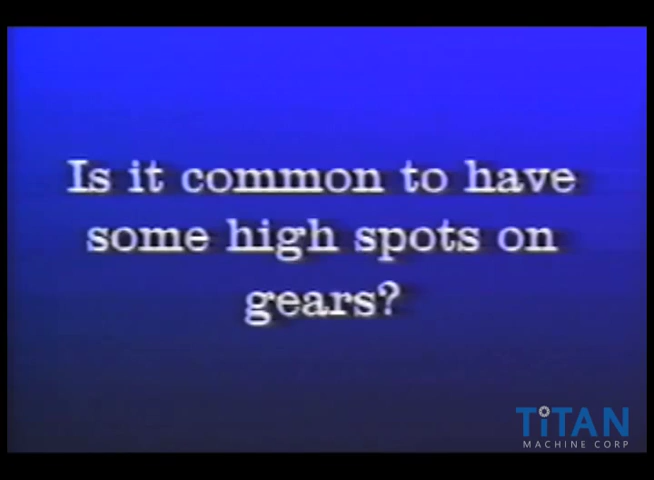 Is it common to have
some high spots on
gears?
TiTAN
MACHINE CORP